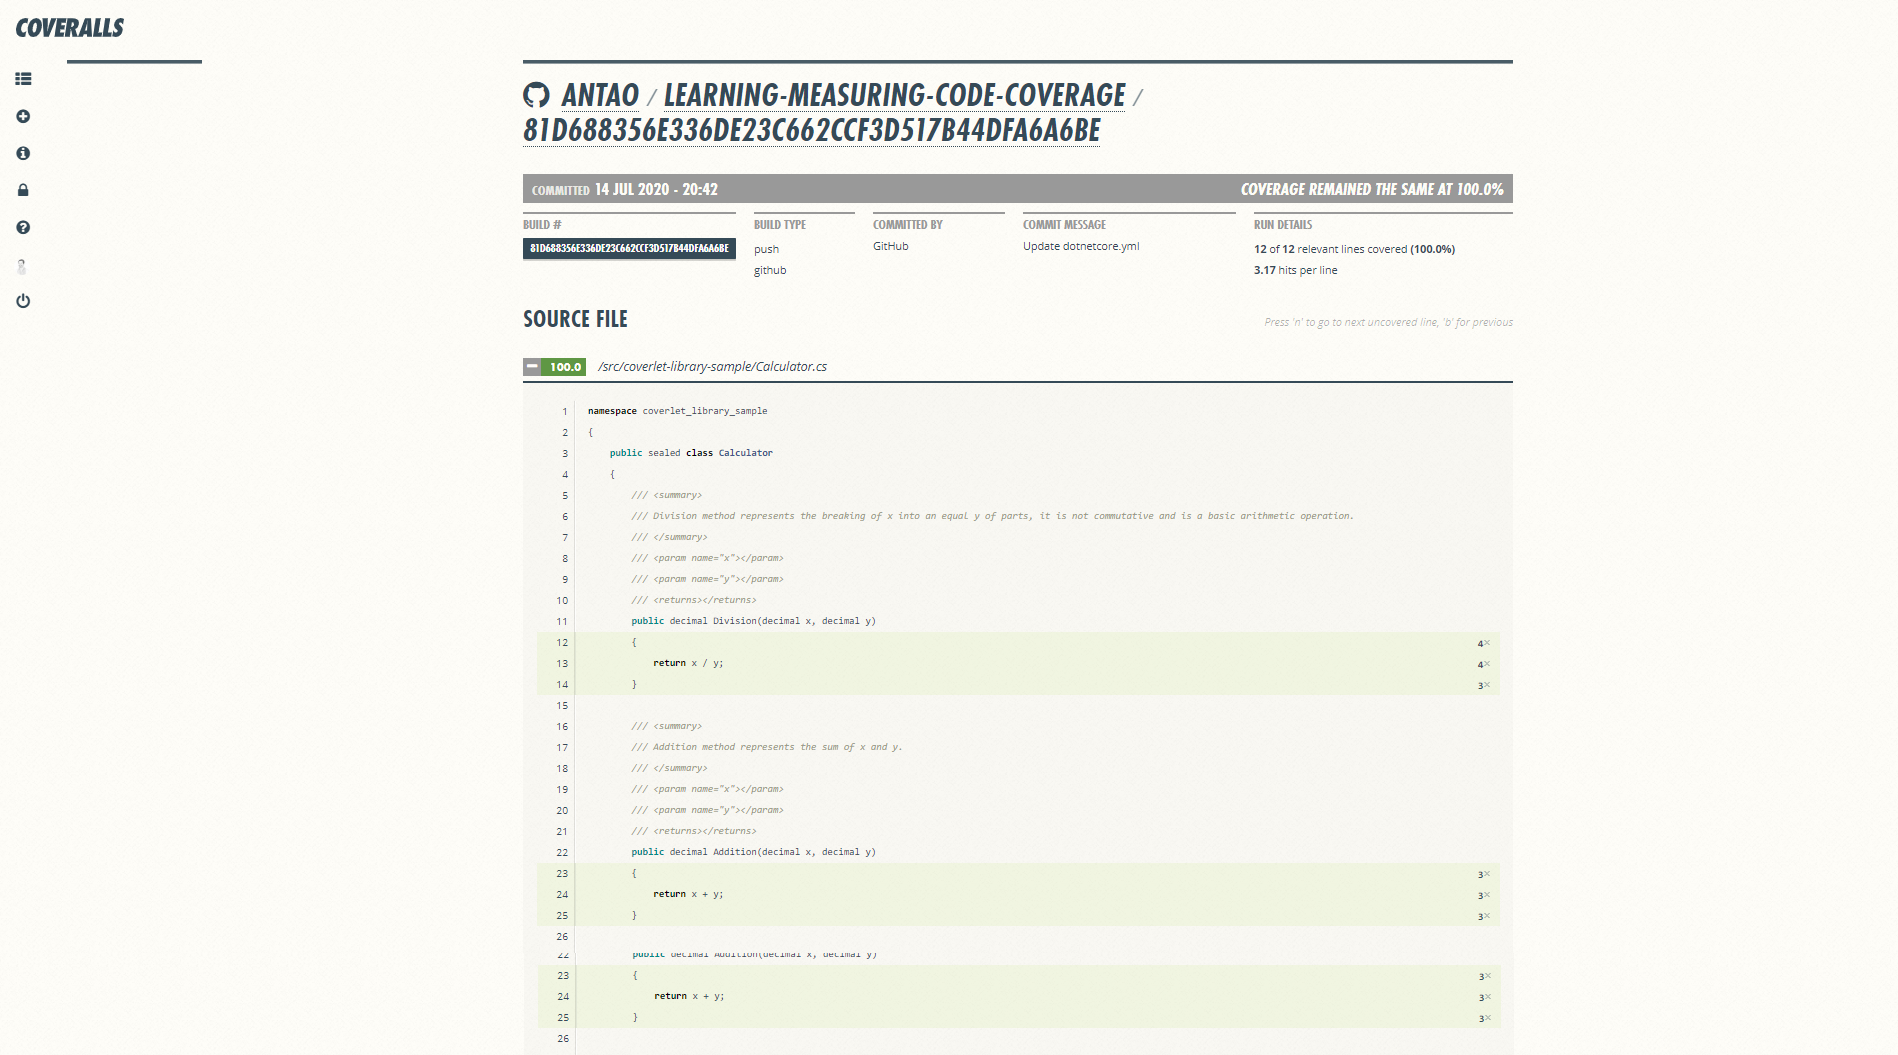 COVERALLS
ANTAO / LEARNING-MEASURING-CODE-COVERAGE /
81D688356E336DE23C662CCF3D517B44DFA6A6BE
COMMITTED 14 JUL 2020 - 20:42 COVERAGE REMAINED THE SAME AT 100.0%
BUILD # BUILD TYPE COMMITTED BY COMMIT MESSAGE RUN DETAILS
81D688356E336DE23C662CCF3D517B44DFA6A6BE push GitHub Update dotnetcore.yml 12 of 12 relevant lines covered (100.0%)
github 3.17 hits per line
SOURCE FILE Press 'n' to go to next uncovered line, 'b' for previous
100.0 /src/coverlet-library-sample/Calculator.cs
1 namespace coverlet_library_sample
2 {
3 public sealed class Calculator
4 {
5 /// <summary>
6 /// Division method represents the breaking of x into an equal y of parts, it is not commutative and is a basic arithmetic operation.
7 /// </summary>
8 /// <param name="x"></param>
9 /// <param name="y"></param>
10 /// <returns></returns>
11 public decimal Division(decimal x, decimal y)
12 { 4×
13 return x / y; 4×
14 } 3×
15
16 /// <summary>
17 /// Addition method represents the sum of x and y.
18 /// </summary>
19 /// <param name="x"></param>
20 /// <param name="y"></param>
21 /// <returns></returns>
22 public decimal Addition(decimal x, decimal y)
23 { 3×
24 return x + y; 3×
25 } 3×
26
22 public decimal Addition(decimal x, decimal y)
23 { 3×
24 return x + y; 3×
25 } 3×
26